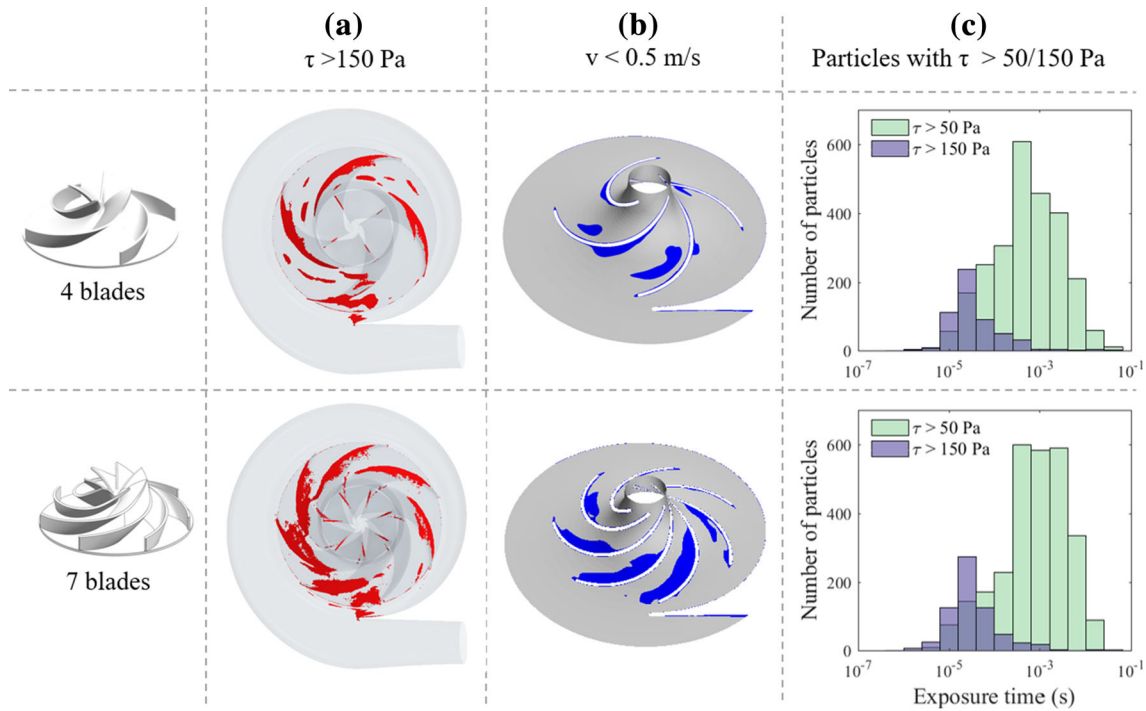 (a)
τ >150 Pa
(b)
v < 0.5 m/s
(c)
Particles with τ > 50/150 Pa
4 blades
Number of particles
600
400
200
0
τ > 50 Pa
τ > 150 Pa
10-7
10-5
10-3
10-1
7 blades
Number of particles
600
400
200
0
τ > 50 Pa
τ > 150 Pa
10-7
10-5
10-3
10-1
Exposure time (s)